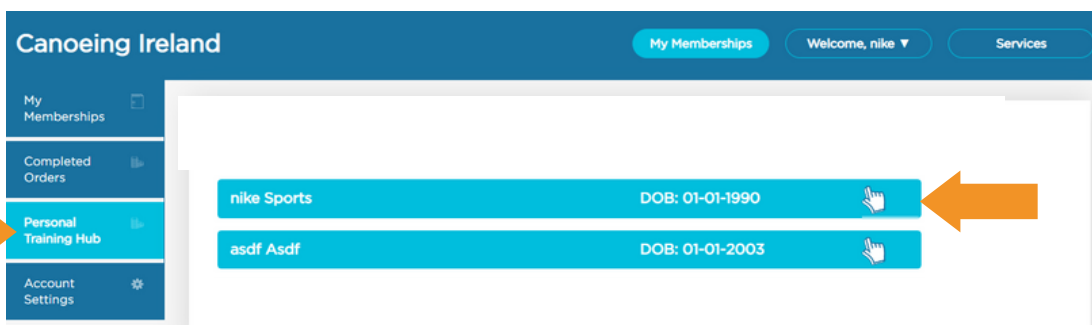 Canoeing Ireland
My Memberships
Welcome, nike ▼
Services
My
Memberships
Completed
Orders
Personal
Training Hub
Account
Settings
nike Sports DOB: 01-01-1990
asdf Asdf DOB: 01-01-2003